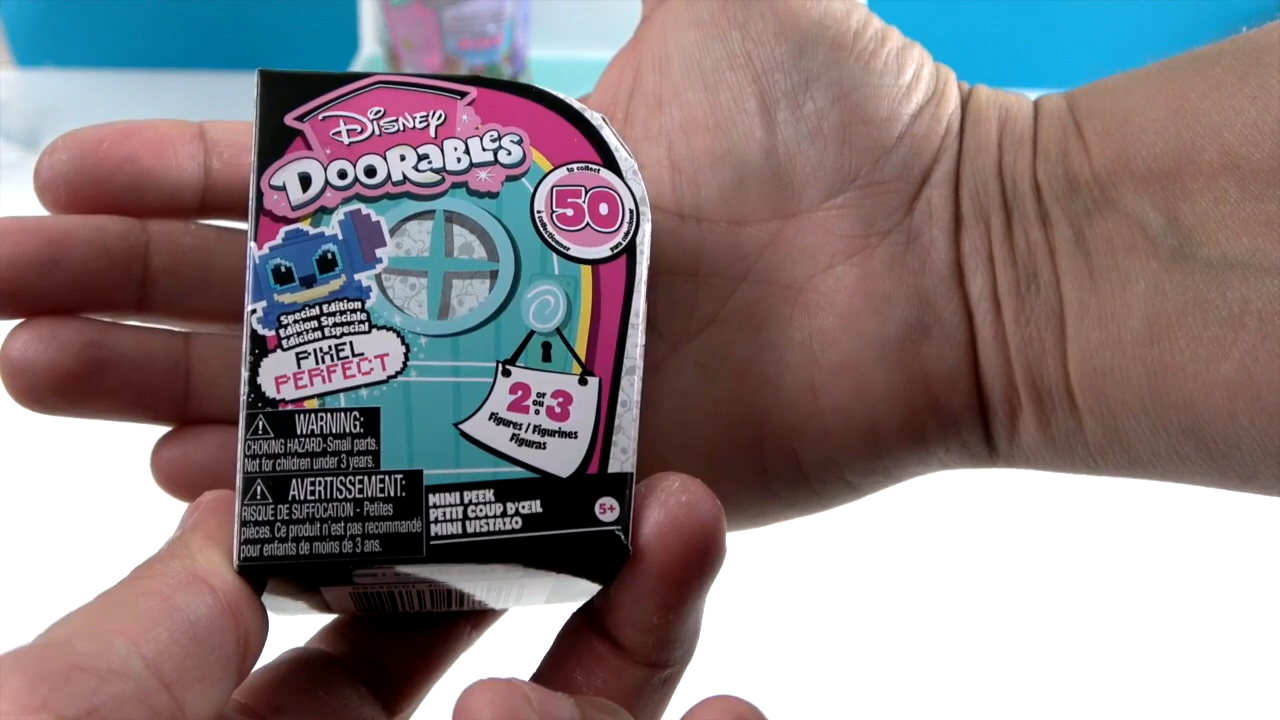 Disney
Doorables
to collect
50
à collectionner
para coleccionar
Special Edition
Edition Spéciale
Edición Especial
PIXEL
PERFECT
2 or ou o 3
Figures / Figurines
Figuras
WARNING:
CHOKING HAZARD-Small parts.
Not for children under 3 years.
AVERTISSEMENT:
RISQUE DE SUFFOCATION - Petites
pièces. Ce produit n'est pas recommandé
pour enfants de moins de 3 ans.
MINI PEEK
PETIT COUP D'ŒIL
MINI VISTAZO
5+